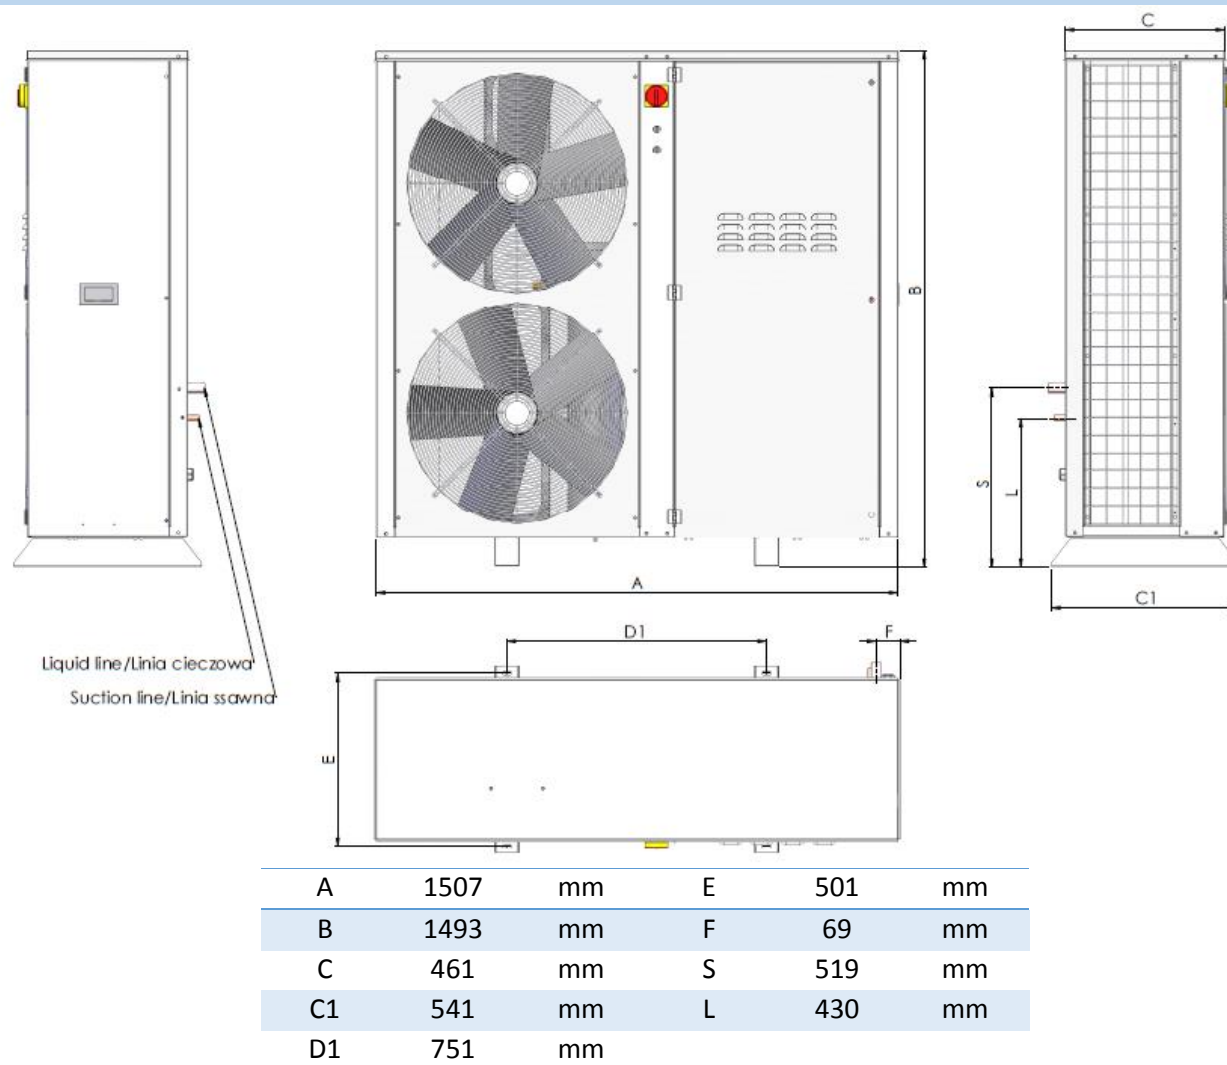 C
B
S
L
A
C1
D1
F
Liquid line/Linia cieczowa
Suction line/Linia ssawna
E
A 1507 mm E 501 mm
B 1493 mm F 69 mm
C 461 mm S 519 mm
C1 541 mm L 430 mm
D1 751 mm